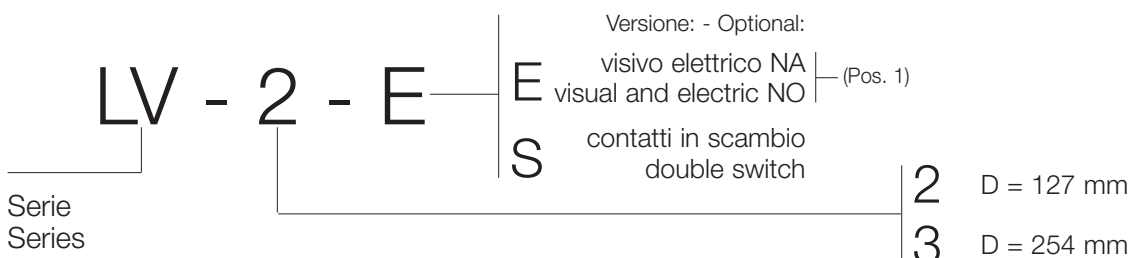 Versione: - Optional:
LV - 2 - E
E visivo elettrico NA
visual and electric NO
(Pos. 1)
S contatti in scambio
double switch
Serie
Series
2 D = 127 mm
3 D = 254 mm